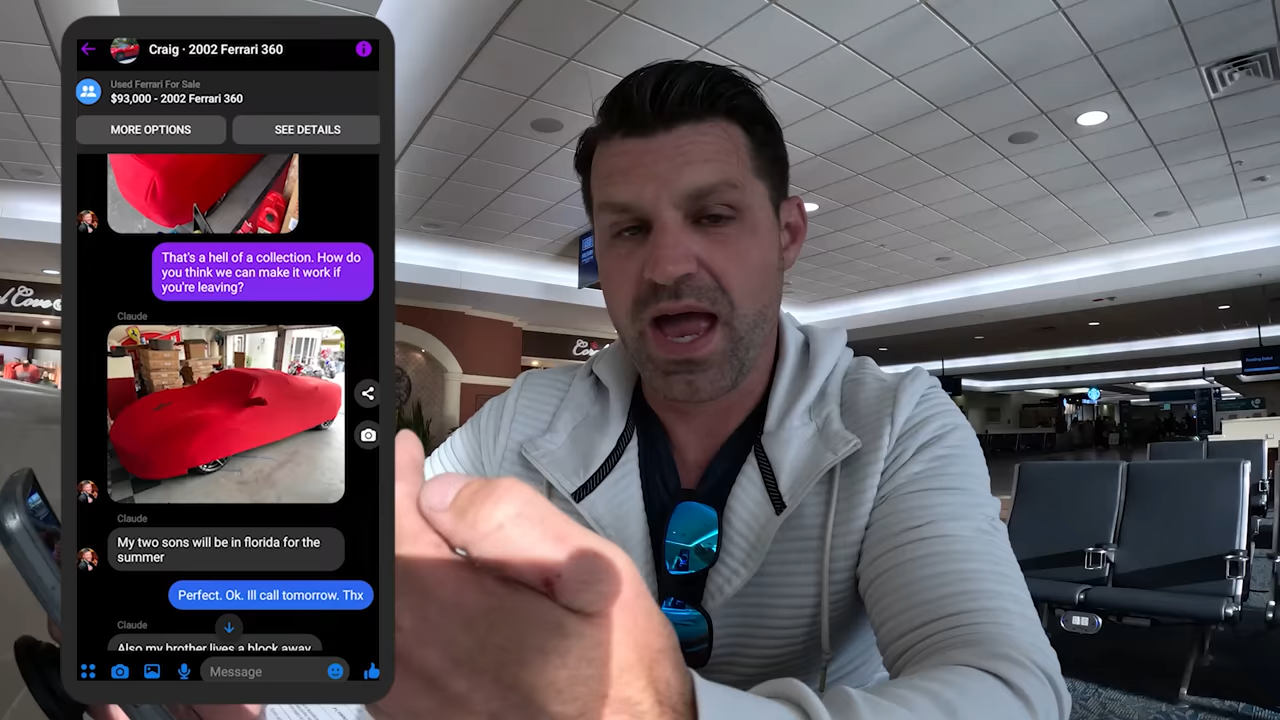 Craig · 2002 Ferrari 360
Used Ferrari For Sale
$93,000 - 2002 Ferrari 360
MORE OPTIONS
SEE DETAILS
That's a hell of a collection. How do
you think we can make it work if
you're leaving?
Claude
Claude
My two sons will be in florida for the
summer
Perfect. Ok. Ill call tomorrow. Thx
Claude
Also my brother lives a block away
Message